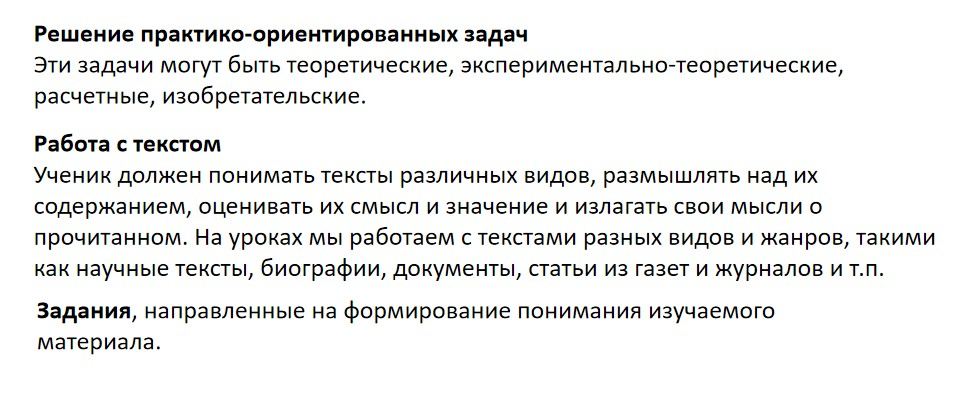 Решение практико-ориентированных задач
Эти задачи могут быть теоретические, экспериментально-теоретические,
расчетные, изобретательские.
Работа с текстом
Ученик должен понимать тексты различных видов, размышлять над их
содержанием, оценивать их смысл и значение и излагать свои мысли о
прочитанном. На уроках мы работаем с текстами разных видов и жанров, такими
как научные тексты, биографии, документы, статьи из газет и журналов и т.п.
Задания, направленные на формирование понимания изучаемого
материала.